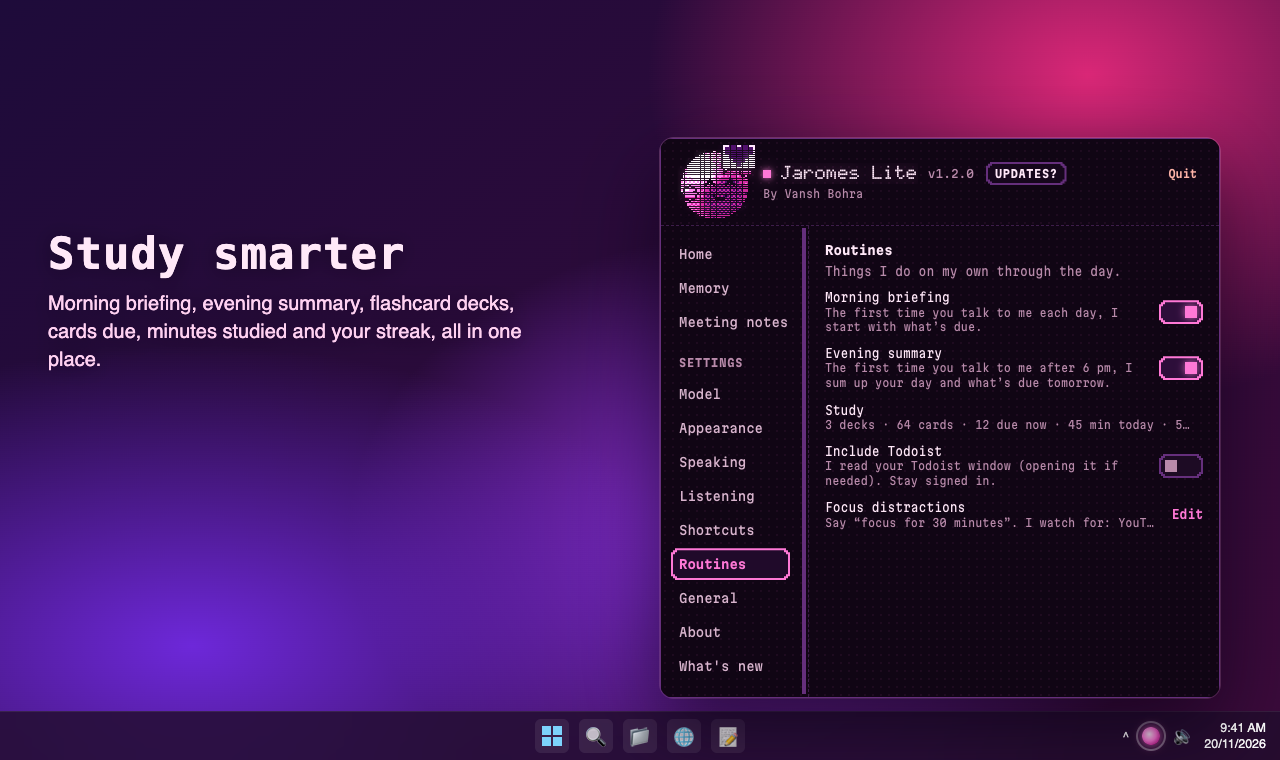 Study smarter
Morning briefing, evening summary, flashcard decks,
cards due, minutes studied and your streak, all in one
place.
Jaromes Lite v1.2.0 UPDATES? Quit
By Vansh Bohra
Home
Memory
Meeting notes
SETTINGS
Model
Appearance
Speaking
Listening
Shortcuts
Routines
General
About
What's new
Routines
Things I do on my own through the day.
Morning briefing
The first time you talk to me each day, I
start with what’s due.
Evening summary
The first time you talk to me after 6 pm, I
sum up your day and what’s due tomorrow.
Study
3 decks · 64 cards · 12 due now · 45 min today · 5…
Include Todoist
I read your Todoist window (opening it if
needed). Stay signed in.
Focus distractions
Say “focus for 30 minutes”. I watch for: YouT…
Edit
9:41 AM
20/11/2026